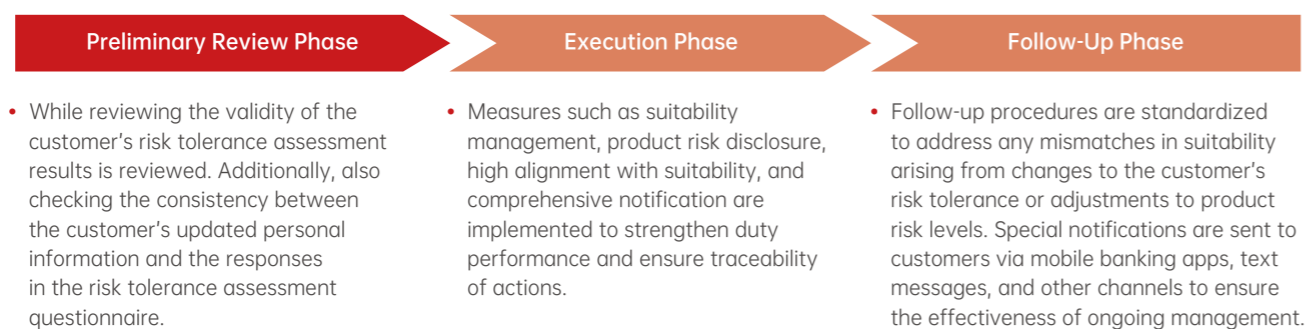 Preliminary Review Phase
Execution Phase
Follow-Up Phase
• While reviewing the validity of the
customer's risk tolerance assessment
results is reviewed. Additionally, also
checking the consistency between
the customer's updated personal
information and the responses
in the risk tolerance assessment
questionnaire.
• Measures such as suitability
management, product risk disclosure,
high alignment with suitability, and
comprehensive notification are
implemented to strengthen duty
performance and ensure traceability
of actions.
• Follow-up procedures are standardized
to address any mismatches in suitability
arising from changes to the customer's
risk tolerance or adjustments to product
risk levels. Special notifications are sent to
customers via mobile banking apps, text
messages, and other channels to ensure
the effectiveness of ongoing management.